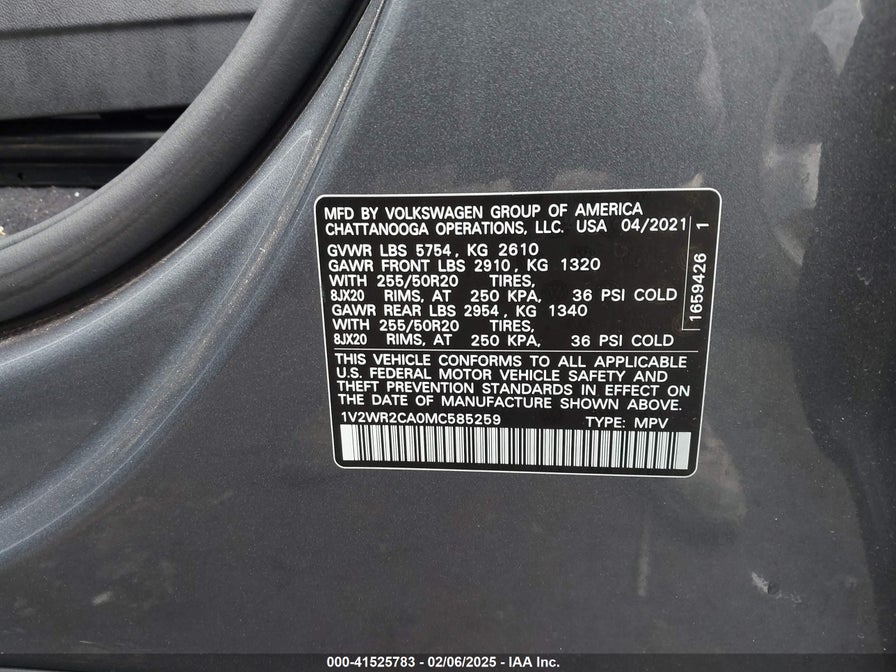 MFD BY VOLKSWAGEN GROUP OF AMERICA
CHATTANOOGA OPERATIONS, LLC. USA 04/2021
GVWR LBS 5754, KG 2610
GAWR FRONT LBS 2910, KG 1320
WITH 255/50R20 TIRES,
8JX20 RIMS, AT 250 KPA, 36 PSI COLD
GAWR REAR LBS 2954, KG 1340
WITH 255/50R20 TIRES,
8JX20 RIMS, AT 250 KPA, 36 PSI COLD
THIS VEHICLE CONFORMS TO ALL APPLICABLE
U.S. FEDERAL MOTOR VEHICLE SAFETY AND
THEFT PREVENTION STANDARDS IN EFFECT ON
THE DATE OF MANUFACTURE SHOWN ABOVE.
1V2WR2CA0MC585259 TYPE: MPV
1659426 1
000-41525783 - 02/06/2025 - IAA Inc.